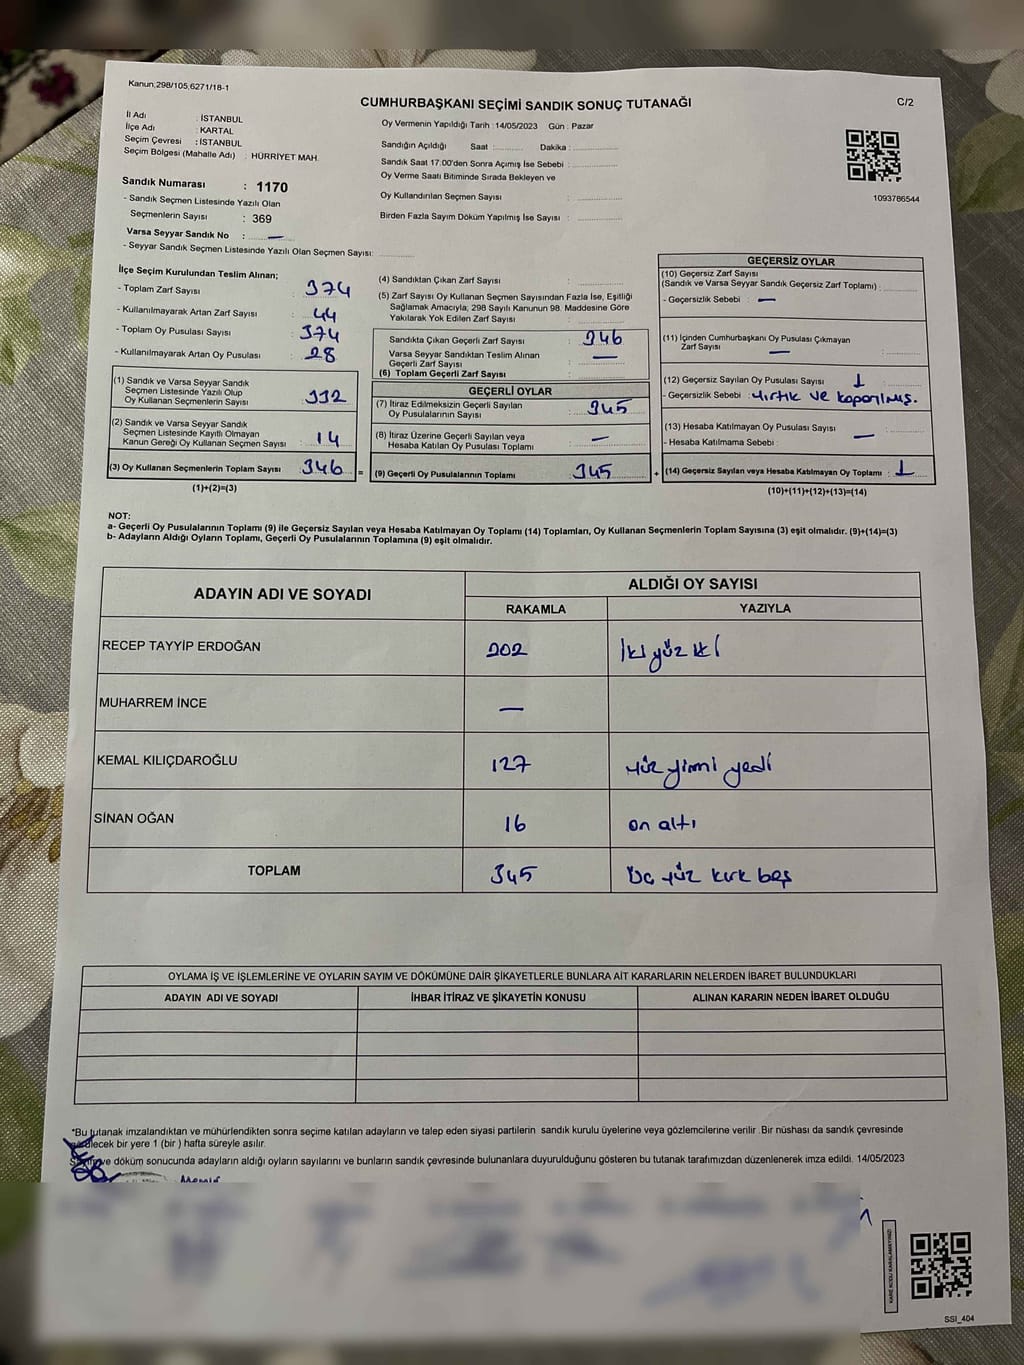 Kanun;298/105,6271/18-1
CUMHURBAŞKANI SEÇİMİ SANDIK SONUÇ TUTANAĞI
C/2
İl Adı : İSTANBUL
İlçe Adı : KARTAL
Seçim Çevresi : İSTANBUL
Seçim Bölgesi (Mahalle Adı) : HÜRRİYET MAH.
Sandık Numarası : 1170
- Sandık Seçmen Listesinde Yazılı Olan
Seçmenlerin Sayısı : 369
Varsa Seyyar Sandık No : —
- Seyyar Sandık Seçmen Listesinde Yazılı Olan Seçmen Sayısı:
Oy Vermenin Yapıldığı Tarih :14/05/2023 Gün : Pazar
Sandığın Açıldığı Saat : Dakika :
Sandık Saat 17.00'den Sonra Açımış İse Sebebi :
Oy Verme Saati Bitiminde Sırada Bekleyen ve
Oy Kullandırılan Seçmen Sayısı :
Birden Fazla Sayım Döküm Yapılmış İse Sayısı :
1093786544
İlçe Seçim Kurulundan Teslim Alınan;
- Toplam Zarf Sayısı : 374
- Kullanılmayarak Artan Zarf Sayısı : 44
- Toplam Oy Pusulası Sayısı : 374
- Kullanılmayarak Artan Oy Pusulası : 28
(1) Sandık ve Varsa Seyyar Sandık
Seçmen Listesinde Yazılı Olup
Oy Kullanan Seçmenlerin Sayısı : 332
(2) Sandık ve Varsa Seyyar Sandık
Seçmen Listesinde Kayıtlı Olmayan
Kanun Gereği Oy Kullanan Seçmen Sayısı : 14
(3) Oy Kullanan Seçmenlerin Toplam Sayısı : 346 =
(1)+(2)=(3)
(4) Sandıktan Çıkan Zarf Sayısı :
(5) Zarf Sayısı Oy Kullanan Seçmen Sayısından Fazla İse, Eşitliği
Sağlamak Amacıyla; 298 Sayılı Kanunun 98. Maddesine Göre
Yakılarak Yok Edilen Zarf Sayısı :
Sandıkta Çıkan Geçerli Zarf Sayısı : 346
Varsa Seyyar Sandıktan Teslim Alınan
Geçerli Zarf Sayısı : —
(6) Toplam Geçerli Zarf Sayısı :
GEÇERLİ OYLAR
(7) İtiraz Edilmeksizin Geçerli Sayılan
Oy Pusulalarının Sayısı : 345
(8) İtiraz Üzerine Geçerli Sayılan veya
Hesaba Katılan Oy Pusulası Toplamı : —
(9) Geçerli Oy Pusulalarının Toplamı : 345 +
GEÇERSİZ OYLAR
(10) Geçersiz Zarf Sayısı
(Sandık ve Varsa Seyyar Sandık Geçersiz Zarf Toplamı) :
- Geçersizlik Sebebi : —
(11) İçinden Cumhurbaşkanı Oy Pusulası Çıkmayan
Zarf Sayısı : —
(12) Geçersiz Sayılan Oy Pusulası Sayısı : 1
- Geçersizlik Sebebi : Yırtık ve koparılmış.
(13) Hesaba Katılmayan Oy Pusulası Sayısı :
- Hesaba Katılmama Sebebi : —
(14) Geçersiz Sayılan veya Hesaba Katılmayan Oy Toplamı : 1
(10)+(11)+(12)+(13)=(14)
NOT:
a- Geçerli Oy Pusulalarının Toplamı (9) ile Geçersiz Sayılan veya Hesaba Katılmayan Oy Toplamı (14) Toplamları, Oy Kullanan Seçmenlerin Toplam Sayısına (3) eşit olmalıdır. (9)+(14)=(3)
b- Adayların Aldığı Oyların Toplamı, Geçerli Oy Pusulalarının Toplamına (9) eşit olmalıdır.
ADAYIN ADI VE SOYADI
ALDIĞI OY SAYISI
RAKAMLA YAZIYLA
RECEP TAYYİP ERDOĞAN 202 İki yüz iki
MUHARREM İNCE —
KEMAL KILIÇDAROĞLU 127 yüz yirmi yedi
SİNAN OĞAN 16 on altı
TOPLAM 345 Üç yüz kırk beş
OYLAMA İŞ VE İŞLEMLERİNE VE OYLARIN SAYIM VE DÖKÜMÜNE DAİR ŞİKAYETLERLE BUNLARA AİT KARARLARIN NELERDEN İBARET BULUNDUKLARI
ADAYIN ADI VE SOYADI İHBAR İTİRAZ VE ŞİKAYETİN KONUSU ALINAN KARARIN NEDEN İBARET OLDUĞU
*Bu tutanak imzalandıktan ve mühürlendikten sonra seçime katılan adayların ve talep eden siyasi partilerin sandık kurulu üyelerine veya gözlemcilerine verilir .Bir nüshası da sandık çevresinde
bir yere 1 (bir ) hafta süreyle asılır.
ve döküm sonucunda adayların aldığı oyların sayılarını ve bunların sandık çevresinde bulunanlara duyurulduğunu gösteren bu tutanak tarafımızdan düzenlenerek imza edildi. 14/05/2023
KARE KODU KARALAMAYINIZ!
SSI_404